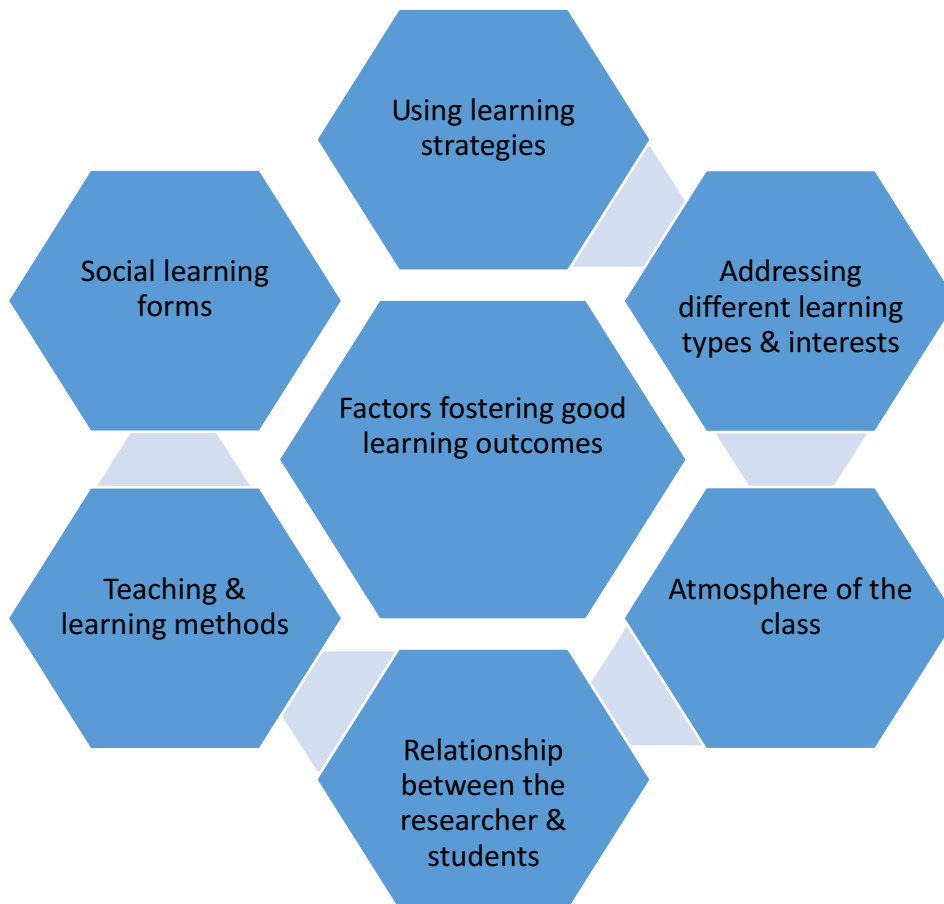 Using learning
strategies
Social learning
forms
Addressing
different learning
types & interests
Factors fostering good
learning outcomes
Teaching &
learning methods
Atmosphere of the
class
Relationship
between the
researcher &
students